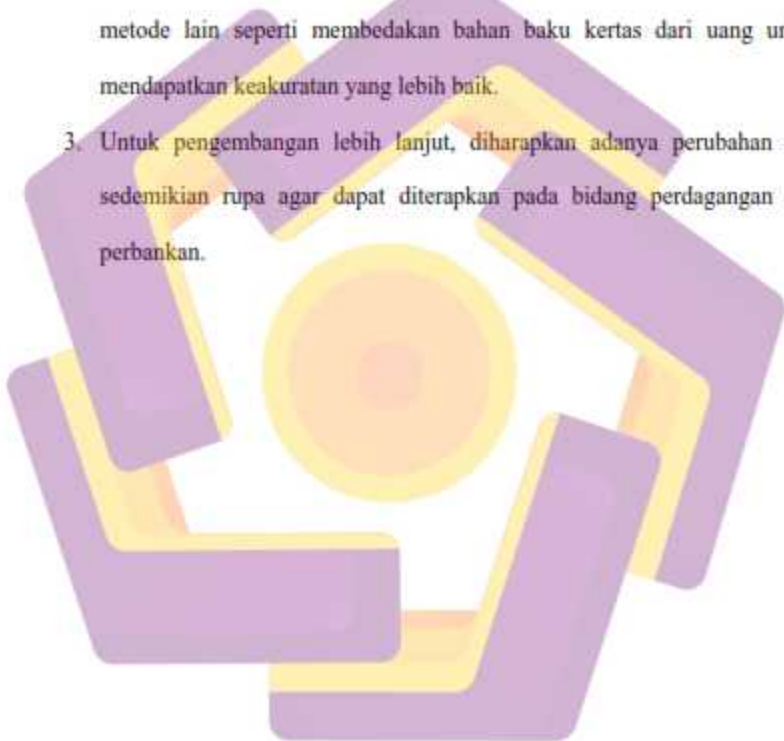 metode lain seperti membedakan bahan baku kertas dari uang
mendapatkan keakuratan yang lebih baik.
3. Untuk pengembangan lebih lanjut, diharapkan adanya perubahan
sedemikian rupa agar dapat diterapkan pada bidang perdagangan
perbankan.